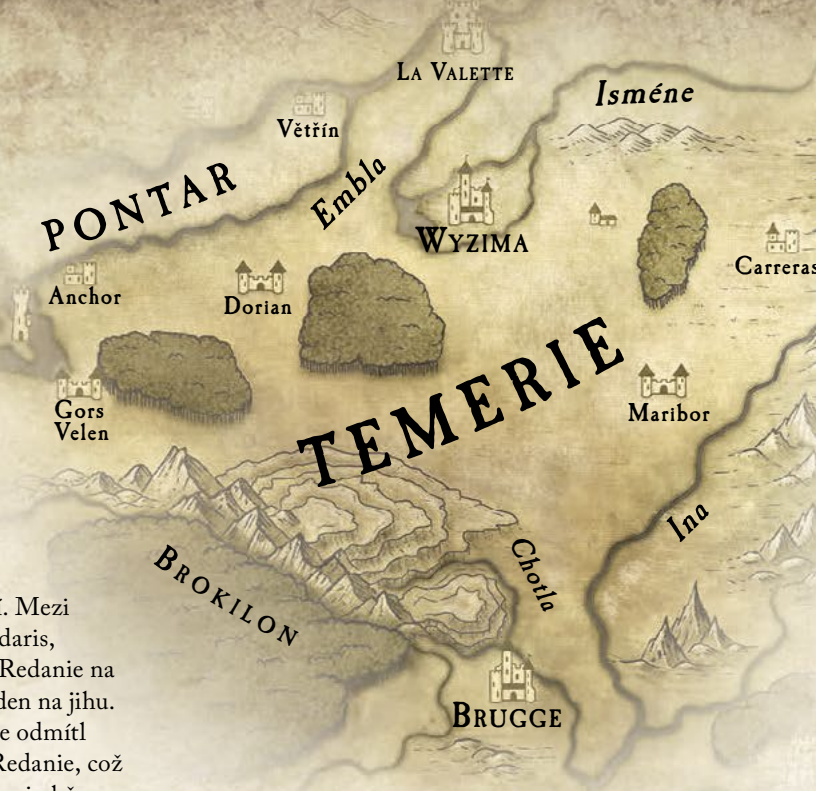 LA VALETTE
Isméne
Větřín
PONTAR
Embla
WYZIMA
Carreras
Anchor
Dorian
TEMERIE
Gors
Velen
Maribor
Ina
Chotla
BROKILON
BRUGGE
Mezi
daris,
Redanie na
den na jihu.
e odmítl
Redanie, což